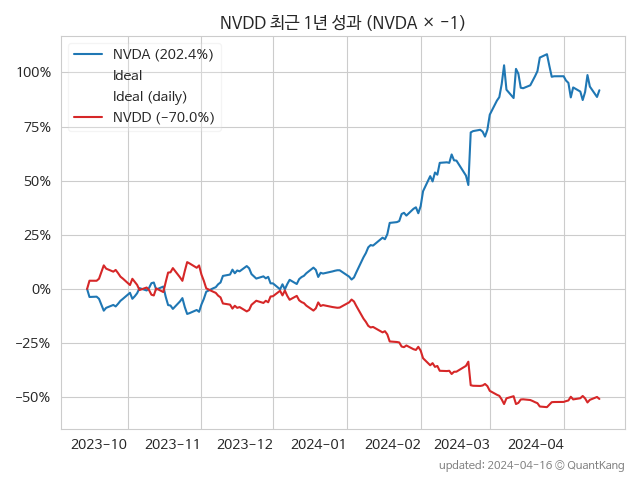 NVDD 최근 1년 성과 (NVDA × −1)
NVDA (202.4%)
Ideal
Ideal (daily)
NVDD (−70.0%)
100%
75%
50%
25%
0%
−25%
−50%
2023−10
2023−11
2023−12
2024−01
2024−02
2024−03
2024−04
updated: 2024−04−16 © QuantKang